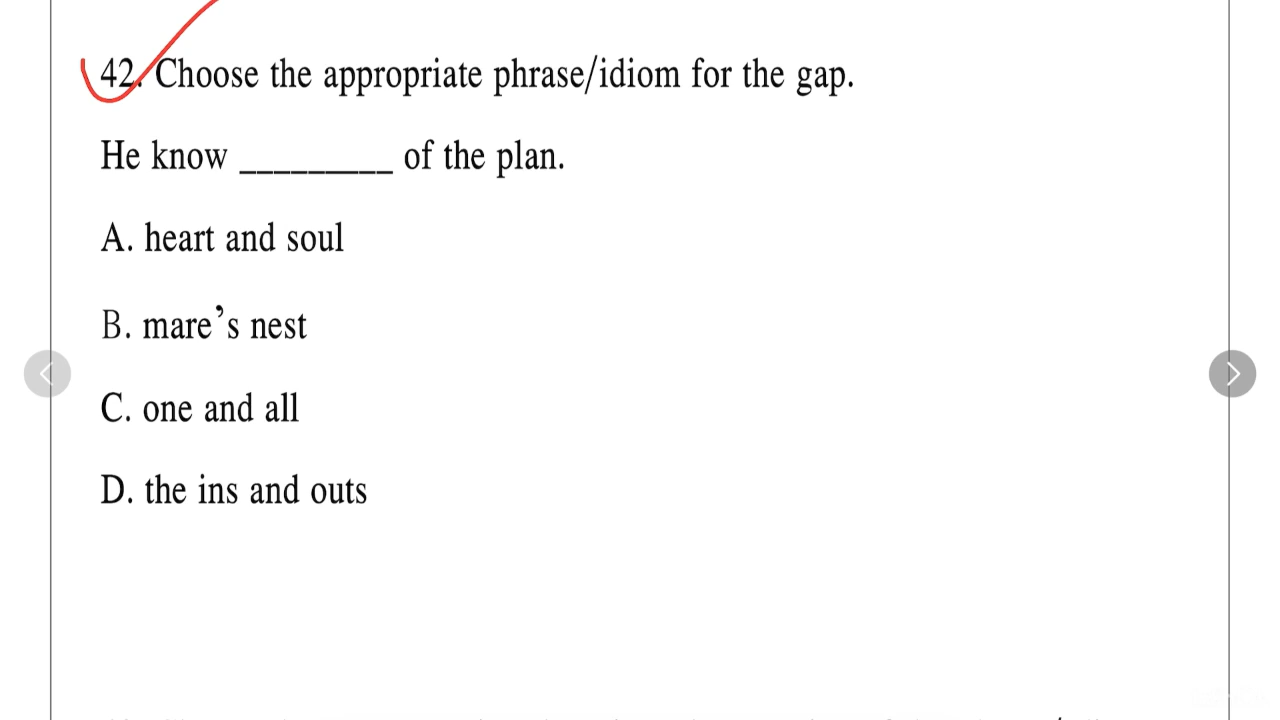 42. Choose the appropriate phrase/idiom for the gap.
He know _________ of the plan.
A. heart and soul
B. mare’s nest
C. one and all
D. the ins and outs